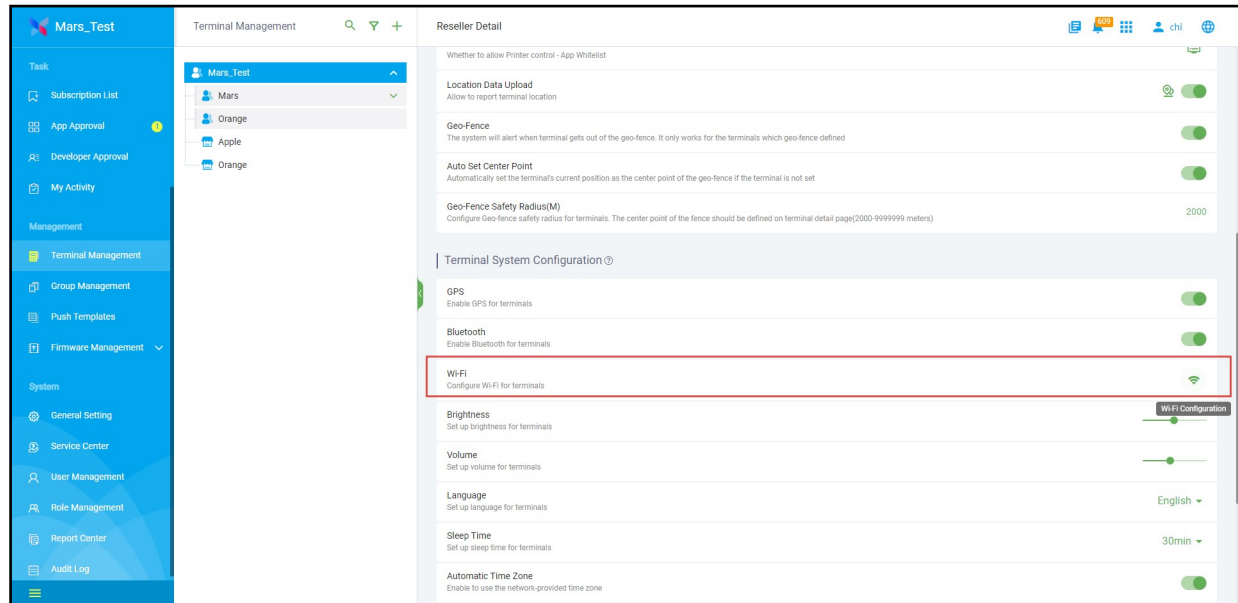 Mars_Test
Task
Subscription List
App Approval
1
Developer Approval
My Activity
Management
Terminal Management
Group Management
Push Templates
Firmware Management
System
General Setting
Service Center
User Management
Role Management
Report Center
Audit Log
Terminal Management
Mars_Test
Mars
Orange
Apple
Orange
Reseller Detail
609
chi
Whether to allow Printer control - App Whitelist
Location Data Upload
Allow to report terminal location
Geo-Fence
The system will alert when terminal gets out of the geo-fence. It only works for the terminals which geo-fence defined
Auto Set Center Point
Automatically set the terminal's current position as the center point of the geo-fence if the terminal is not set
Geo-Fence Safety Radius(M)
Configure Geo-fence safety radius for terminals. The center point of the fence should be defined on terminal detail page(2000-9999999 meters)
2000
Terminal System Configuration
GPS
Enable GPS for terminals
Bluetooth
Enable Bluetooth for terminals
Wi-Fi
Configure Wi-Fi for terminals
Wi-Fi Configuration
Brightness
Set up brightness for terminals
Volume
Set up volume for terminals
Language
Set up language for terminals
English
Sleep Time
Set up sleep time for terminals
30min
Automatic Time Zone
Enable to use the network-provided time zone